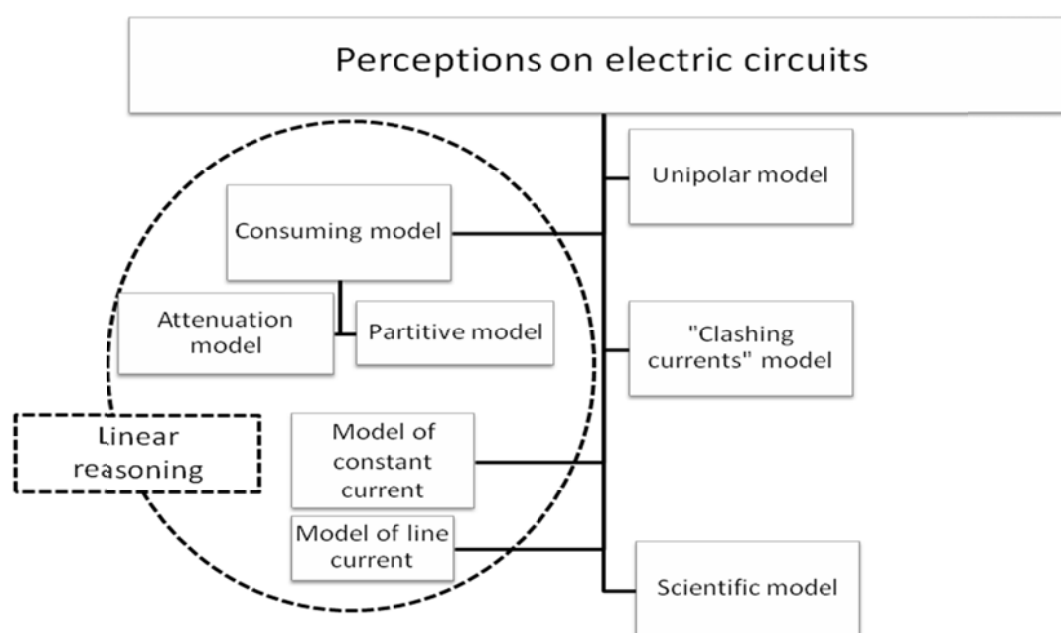 Perceptions on electric circuits
Unipolar model
Consuming model
Attenuation
model
Partitive model
"Clashing
currents" model
Linear
reasoning
Model of
constant
current
Model of line
current
Scientific model